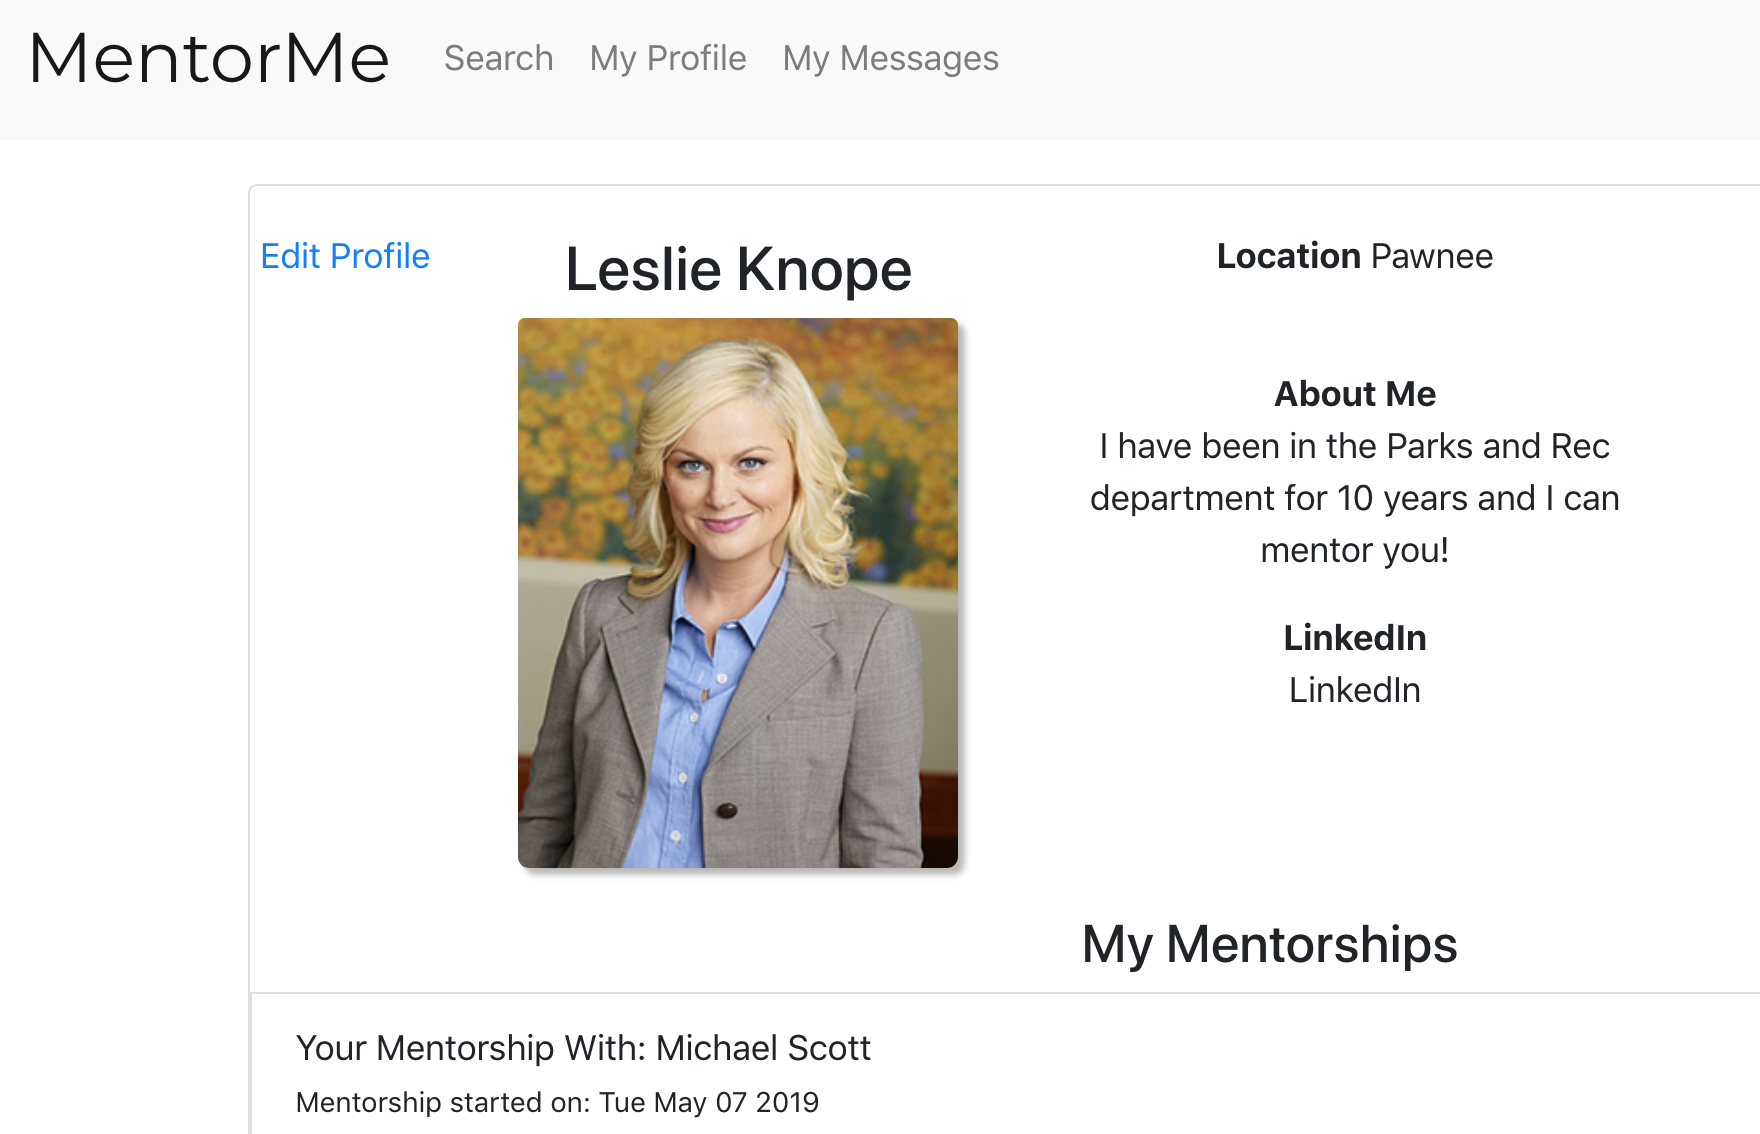 MentorMe Search My Profile My Messages
Edit Profile
Leslie Knope
Location Pawnee
About Me
I have been in the Parks and Rec
department for 10 years and I can
mentor you!
LinkedIn
LinkedIn
My Mentorships
Your Mentorship With: Michael Scott
Mentorship started on: Tue May 07 2019